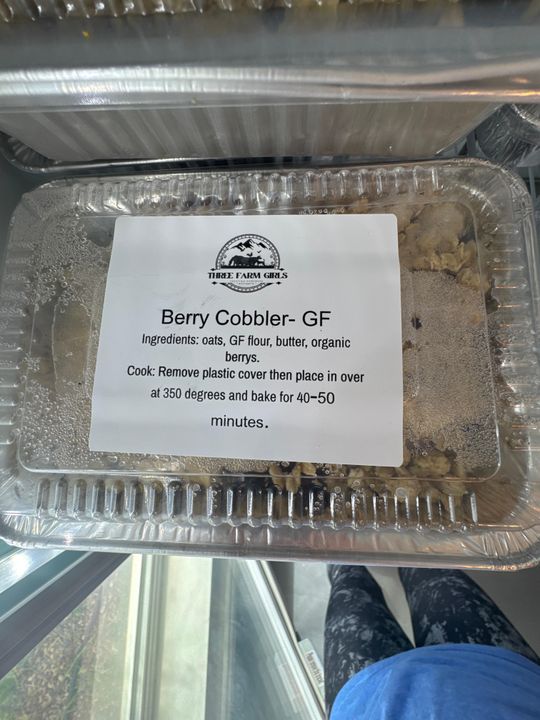 THREE FARM GIRLS
Berry Cobbler- GF
Ingredients: oats, GF flour, butter, organic
berrys.
Cook: Remove plastic cover then place in over
at 350 degrees and bake for 40-50
minutes.